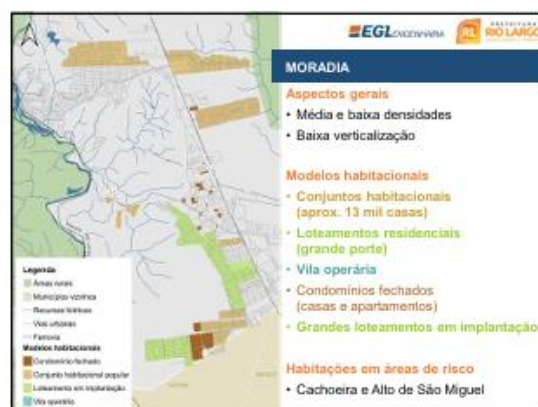 EGL ENGENHARIA
PREFEITURA
RIO LARGO
MORADIA
Aspectos gerais
• Média e baixa densidades
• Baixa verticalização
Modelos habitacionais
• Conjuntos habitacionais
(aprox. 13 mil casas)
• Loteamentos residenciais
(grande porte)
• Vila operária
• Condomínios fechados
(casas e apartamentos)
• Grandes loteamentos em implantação
Habitações em áreas de risco
• Cachoeira e Alto de São Miguel
Legenda
Áreas rurais
Municípios vizinhos
Recursos hídricos
Vias urbanas
Ferrovia
Modelos habitacionais
Condomínio fechado
Conjunto habitacional popular
Loteamento em implantação
Vila operária